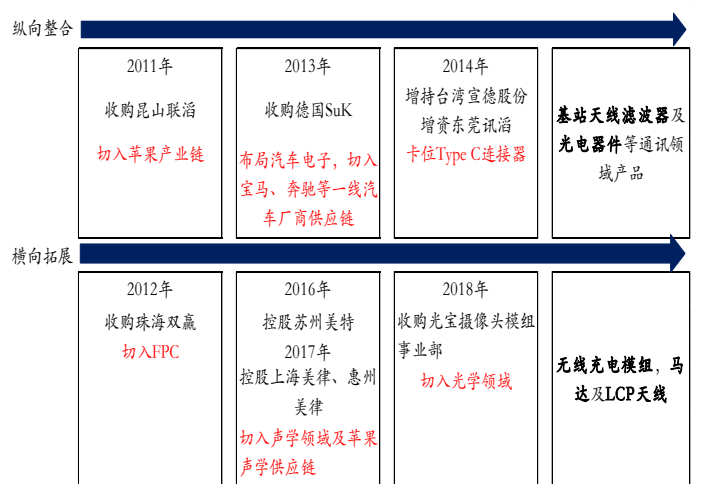 纵向整合
2011年
收购昆山联滔
切入苹果产业链
2013年
收购德国SuK
布局汽车电子，切入
宝马、奔驰等一线汽
车厂商供应链
2014年
增持台湾宣德股份
增资东莞讯滔
卡位Type C连接器
基站天线滤波器及
光电器件等通讯领
域产品
横向拓展
2012年
收购珠海双赢
切入FPC
2016年
控股苏州美特
2017年
控股上海美律、惠州
美律
切入声学领域及苹果
声学供应链
2018年
收购光宝摄像头模组
事业部
切入光学领域
无线充电模组，马
达及LCP天线